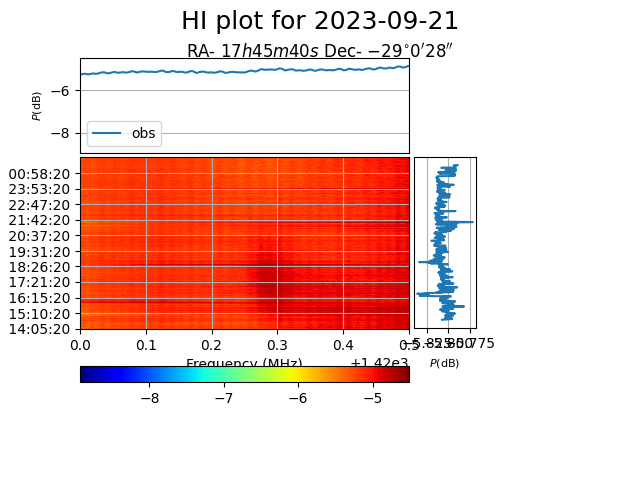 HI plot for 2023-09-21
RA- 17h45m40s Dec- −29°0′28″
P(dB)
−6
−8
obs
00:58:20
23:53:20
22:47:20
21:42:20
20:37:20
19:31:20
18:26:20
17:21:20
16:15:20
15:10:20
14:05:20
0.0 0.1 0.2 0.3 0.4
Frequency (MHz)
+1.42e3
P(dB)
−8 −7 −6 −5